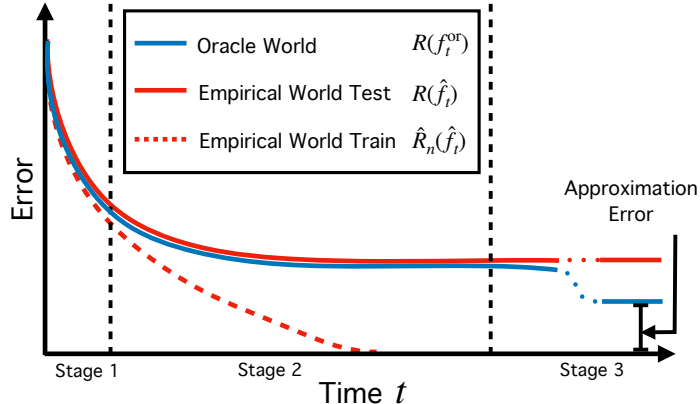 Oracle World R(f_t^or)
Empirical World Test R(f̂_t)
Empirical World Train R̂_n(f̂_t)
Error
Approximation
Error
Stage 1
Stage 2
Stage 3
Time t